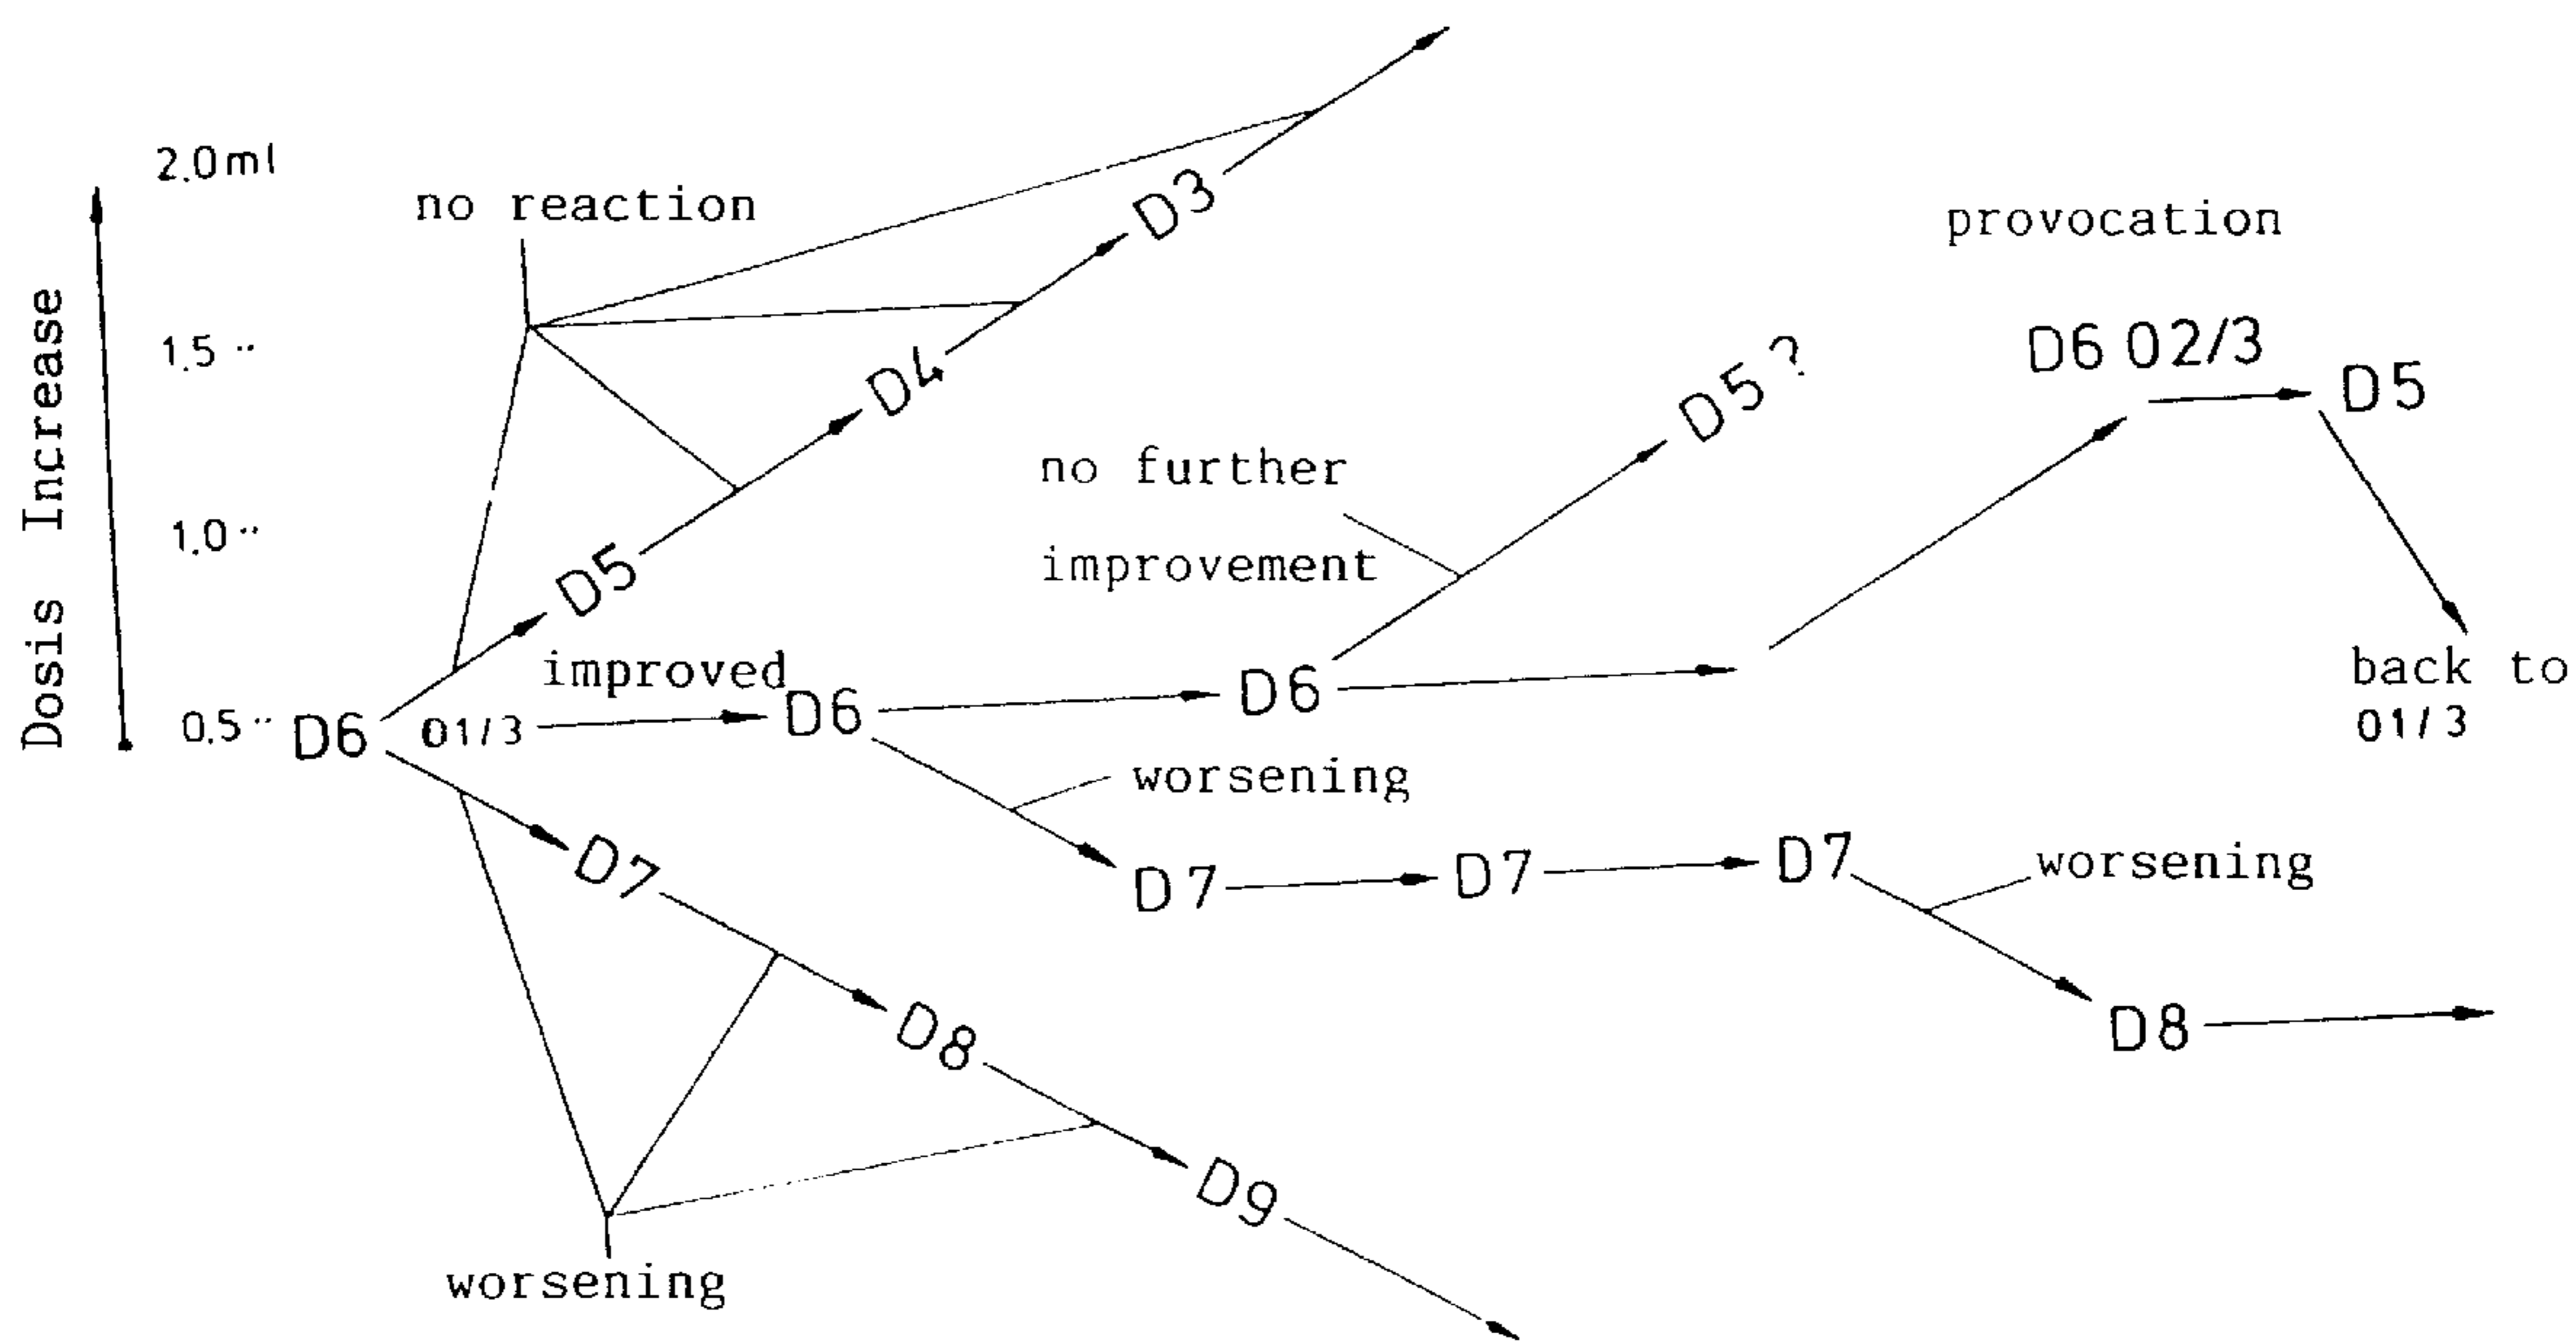 Dosis Increase
2.0ml
1.5 "
1.0 "
0.5 "
no reaction
D3
D4
D5
D6
01/3
improved
D6
D6
no further
improvement
D5?
provocation
D6 02/3
D5
back to
01/3
worsening
D7
D7
D7
worsening
D8
D7
D8
D9
worsening